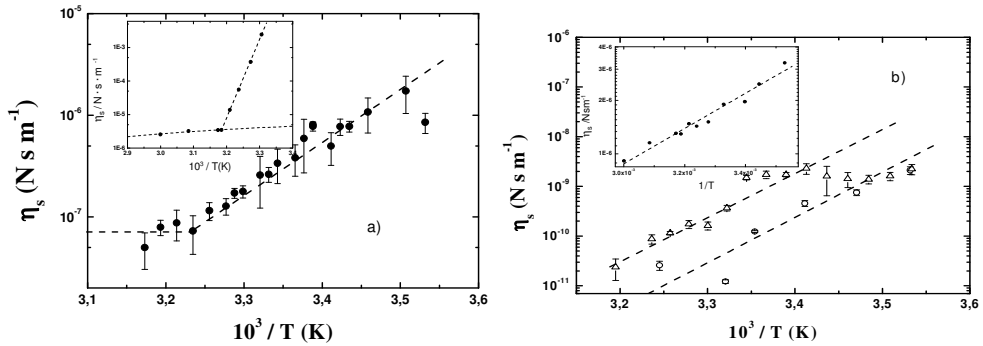 10⁻⁵
10⁻⁶
10⁻⁷
η_s (N s m⁻¹)
1E-3
1E-4
1E-5
1E-6
η_s / N · s · m⁻¹
2.9 3.0 3.1 3.2 3.3 3.
10³ / T(K)
a)
3,1 3,2 3,3 3,4 3,5 3,6
10³ / T (K)
10⁻⁶
10⁻⁷
10⁻⁸
10⁻⁹
10⁻¹⁰
10⁻¹¹
η_s (N s m⁻¹)
4E-6
3E-6
2E-6
1E-6
η_s /Nsm⁻¹
1/T
b)
3,2 3,3 3,4 3,5 3,6
10³ / T (K)